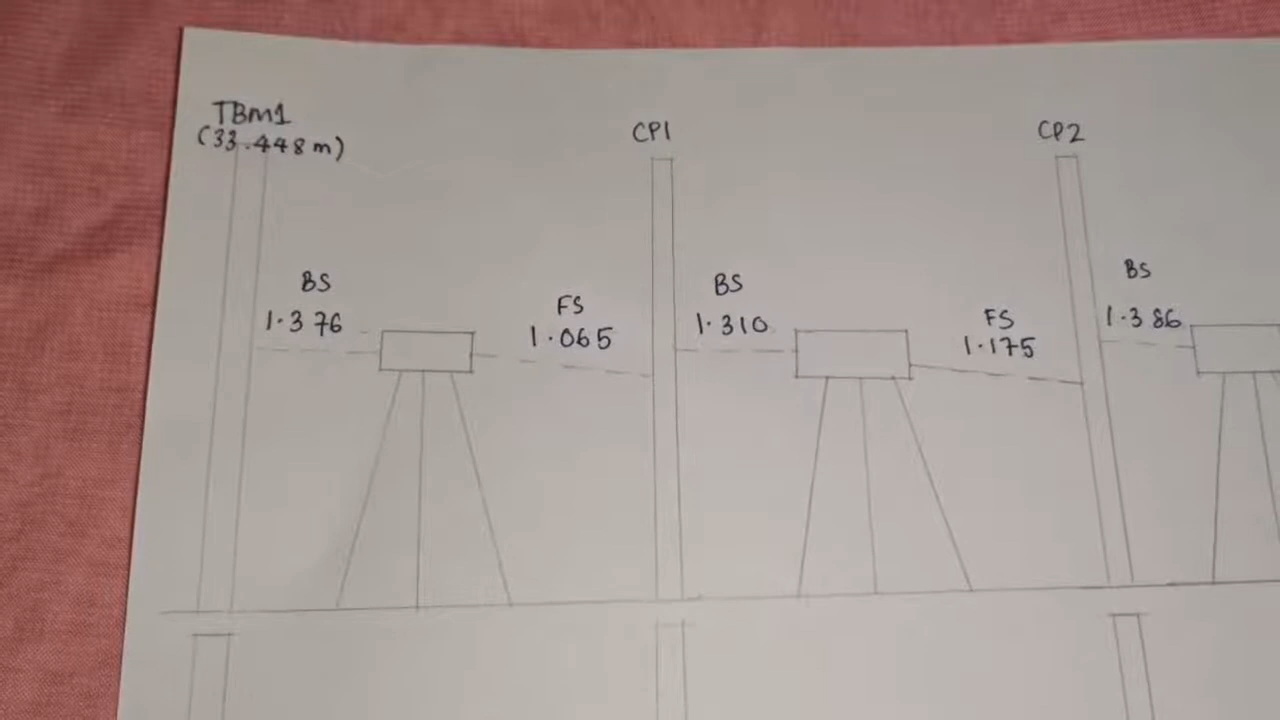 TBM1
(33.448m)
CP1
CP2
BS
1.376
FS
1.065
BS
1.310
FS
1.175
BS
1.386